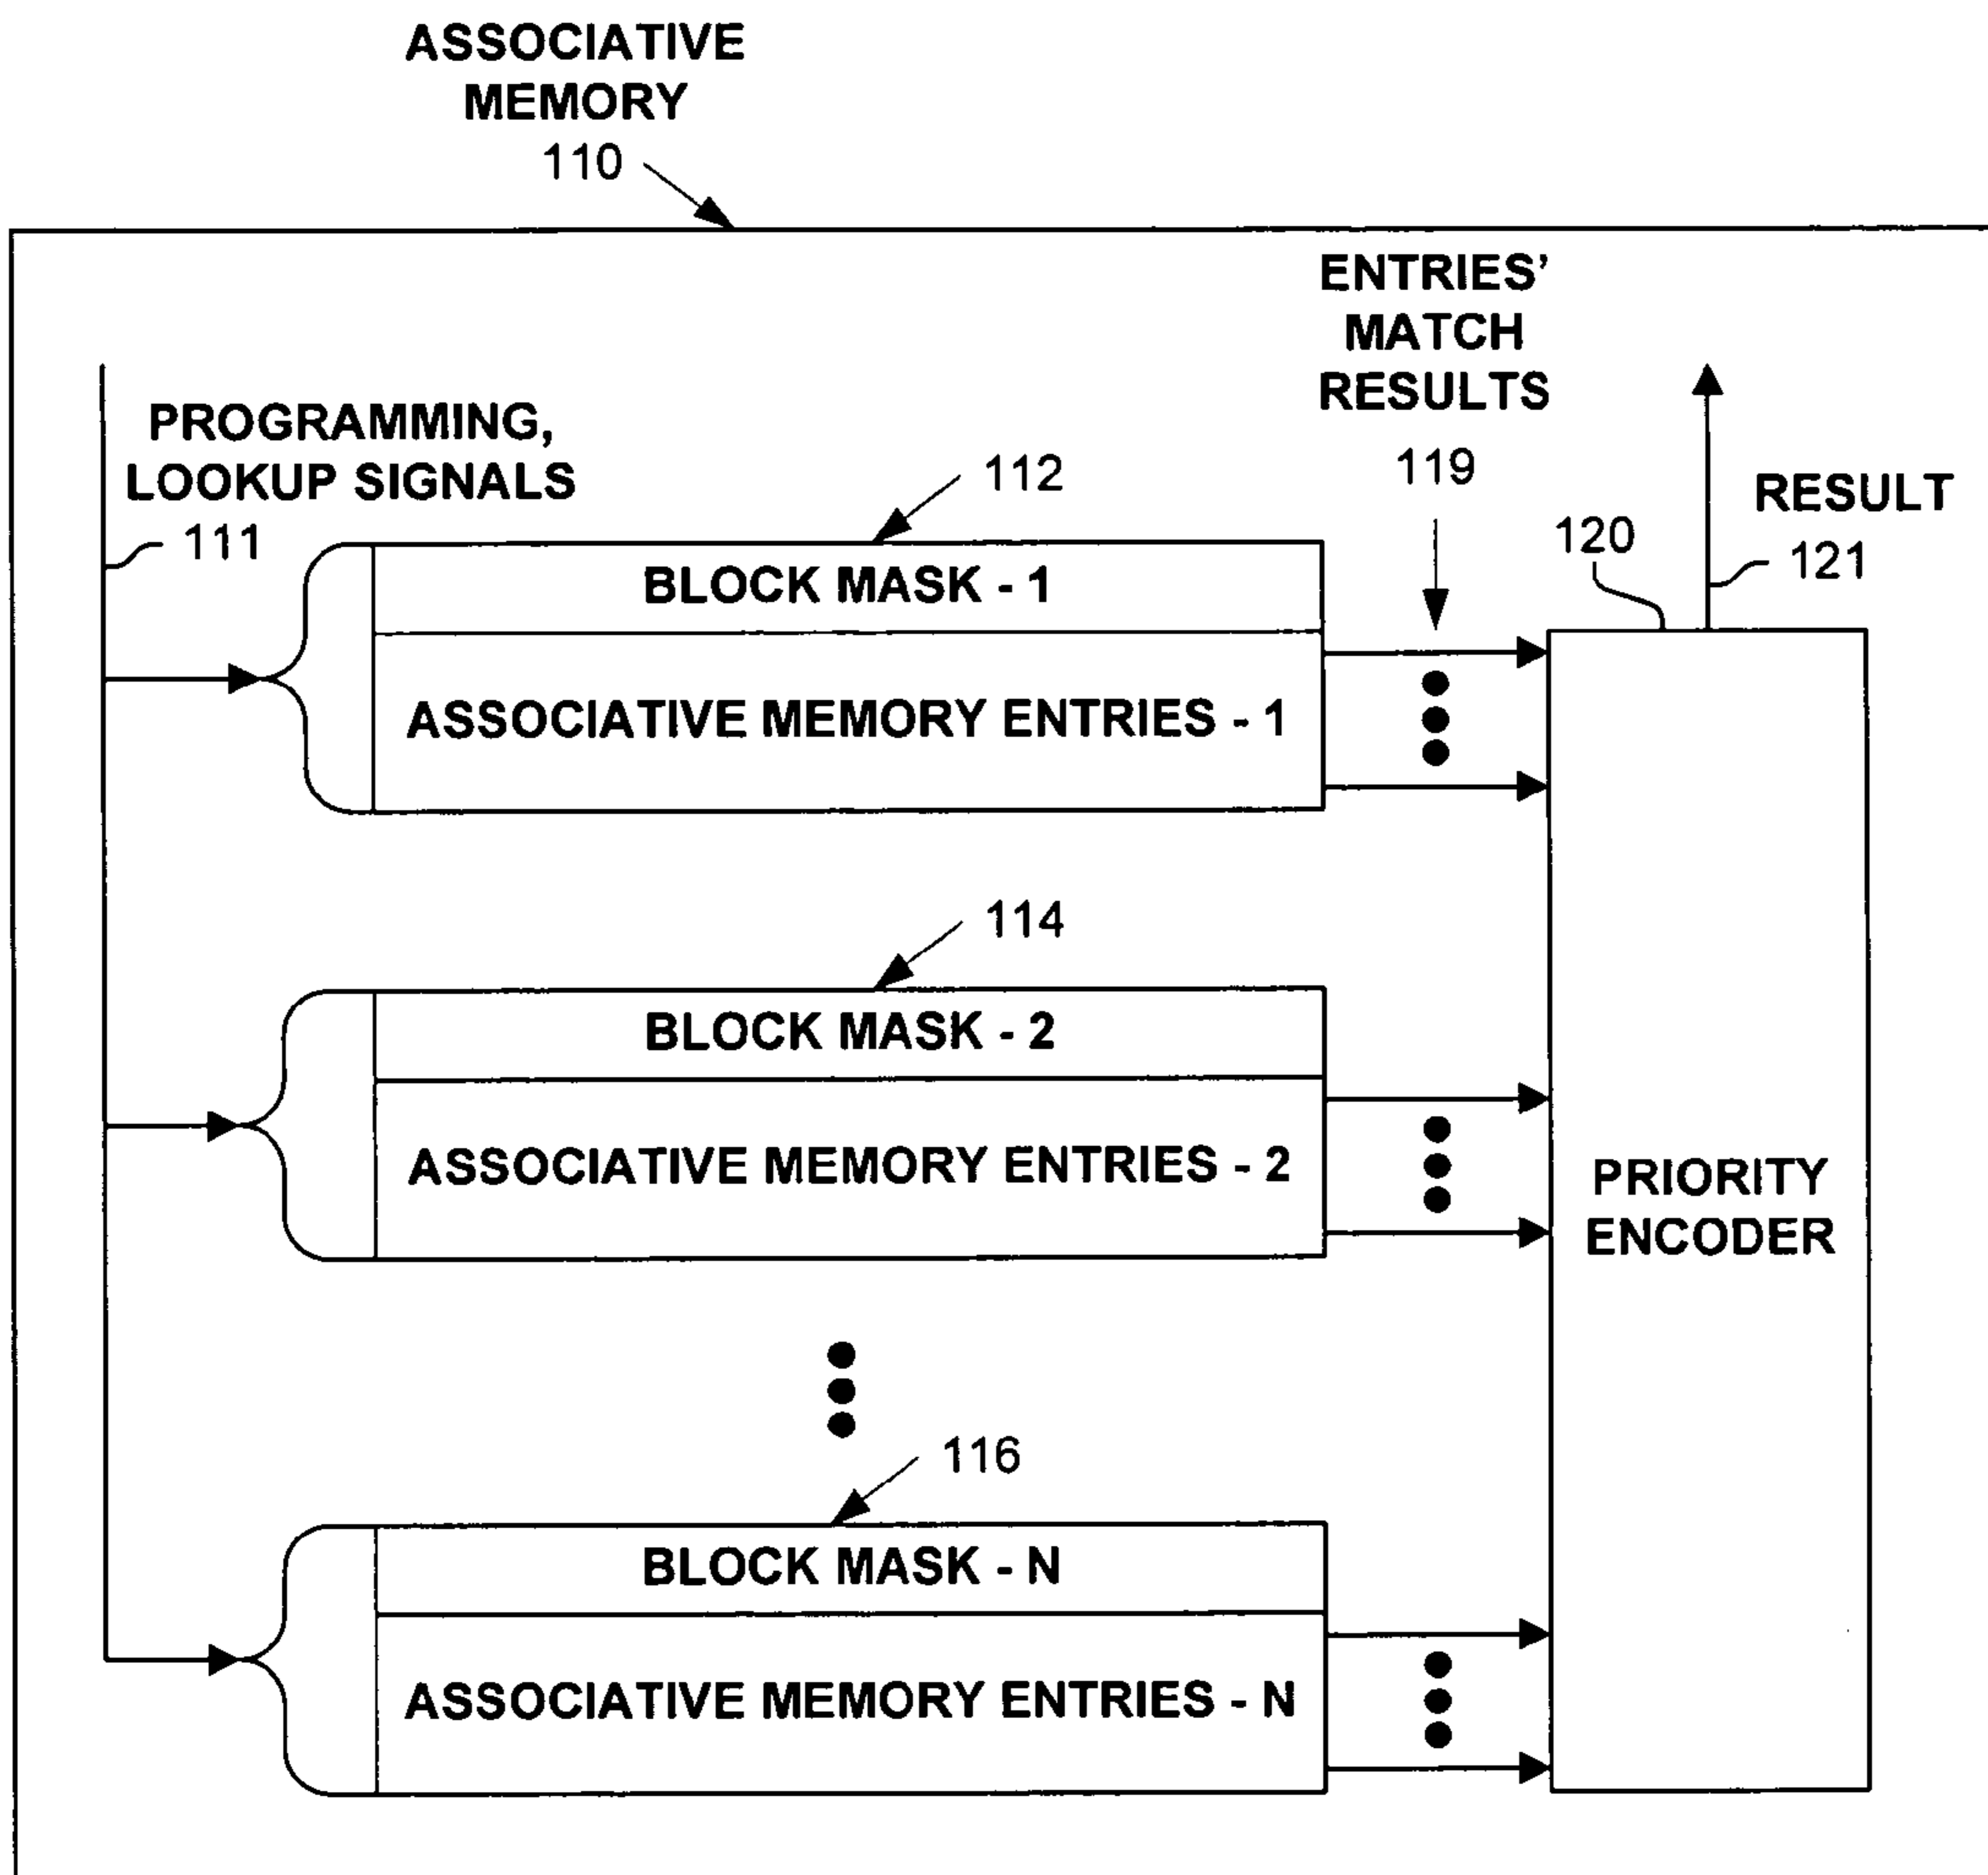 ASSOCIATIVE
MEMORY
110
ENTRIES’
MATCH
RESULTS
119
PROGRAMMING,
LOOKUP SIGNALS
111
112
RESULT
120
121
BLOCK MASK - 1
ASSOCIATIVE MEMORY ENTRIES - 1
114
BLOCK MASK - 2
ASSOCIATIVE MEMORY ENTRIES - 2
PRIORITY
ENCODER
116
BLOCK MASK - N
ASSOCIATIVE MEMORY ENTRIES - N